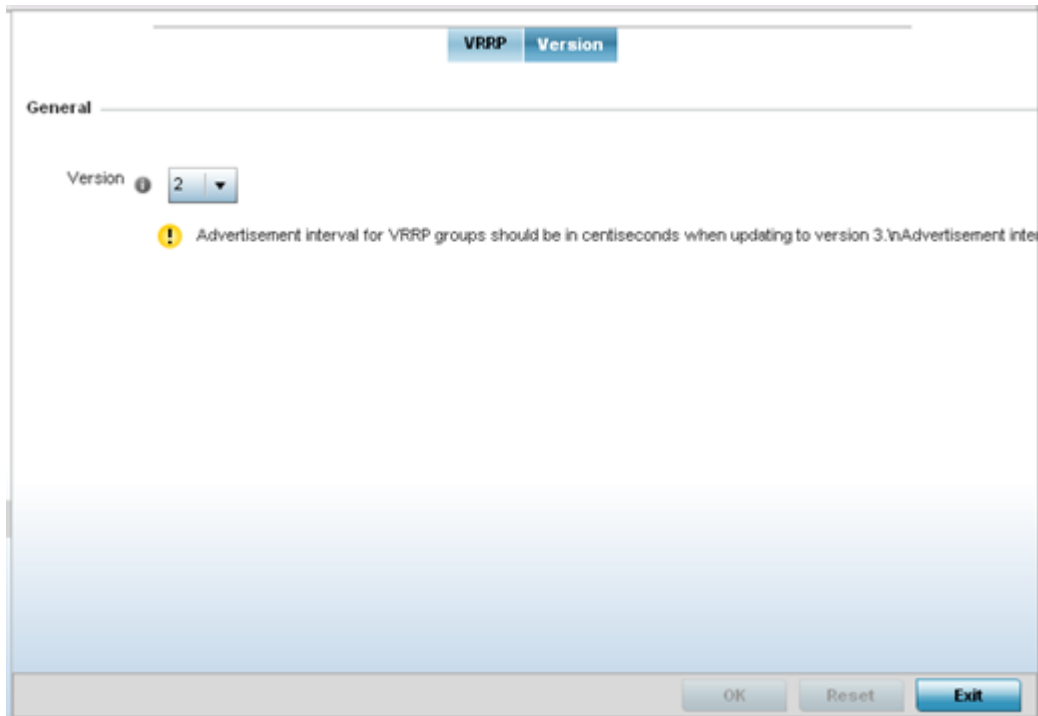 VRRP Version
General
Version 2
Advertisement interval for VRRP groups should be in centiseconds when updating to version 3.\nAdvertisement inte
OK Reset Exit